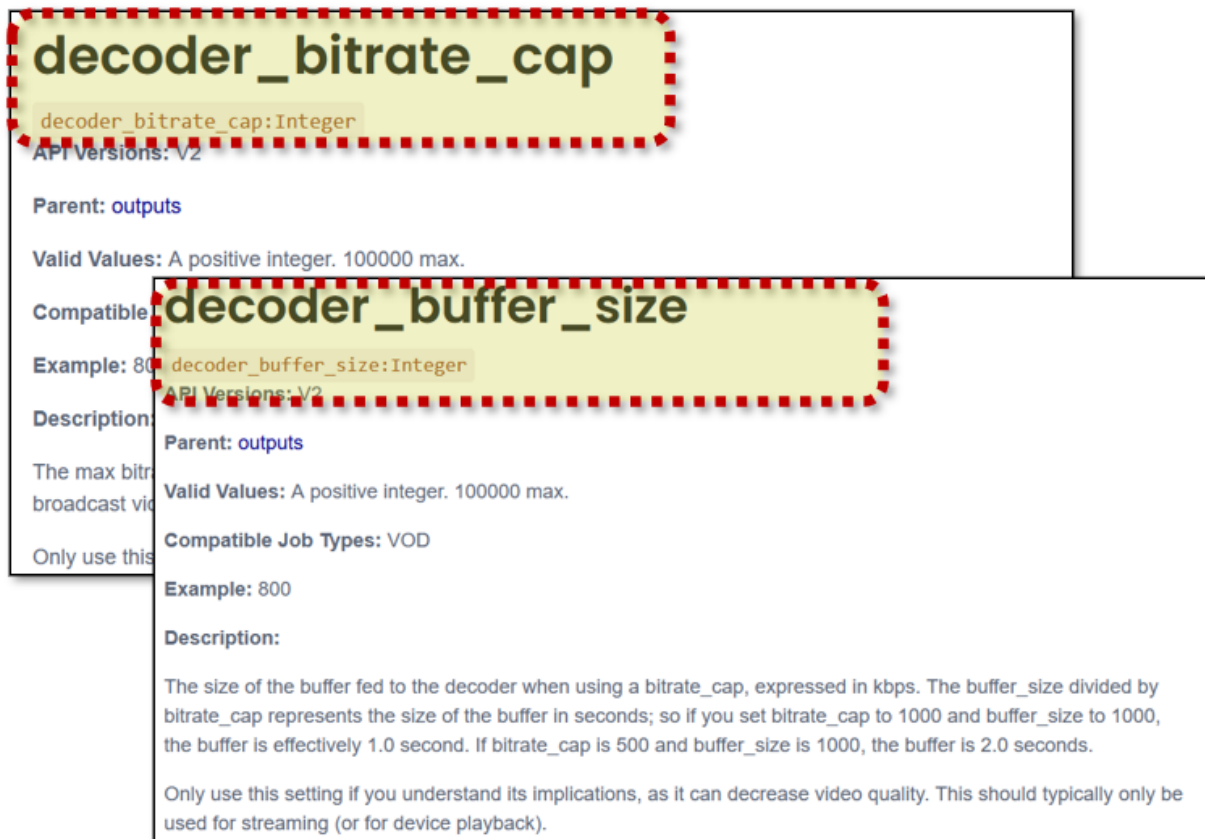 decoder_bitrate_cap
decoder_bitrate_cap:Integer
API Versions: V2
Parent: outputs
Valid Values: A positive integer. 100000 max.
Compatible
Example: 80
Description:
The max bitra
broadcast vid
Only use this
decoder_buffer_size
decoder_buffer_size:Integer
API Versions: V2
Parent: outputs
Valid Values: A positive integer. 100000 max.
Compatible Job Types: VOD
Example: 800
Description:
The size of the buffer fed to the decoder when using a bitrate_cap, expressed in kbps. The buffer_size divided by
bitrate_cap represents the size of the buffer in seconds; so if you set bitrate_cap to 1000 and buffer_size to 1000,
the buffer is effectively 1.0 second. If bitrate_cap is 500 and buffer_size is 1000, the buffer is 2.0 seconds.
Only use this setting if you understand its implications, as it can decrease video quality. This should typically only be
used for streaming (or for device playback).